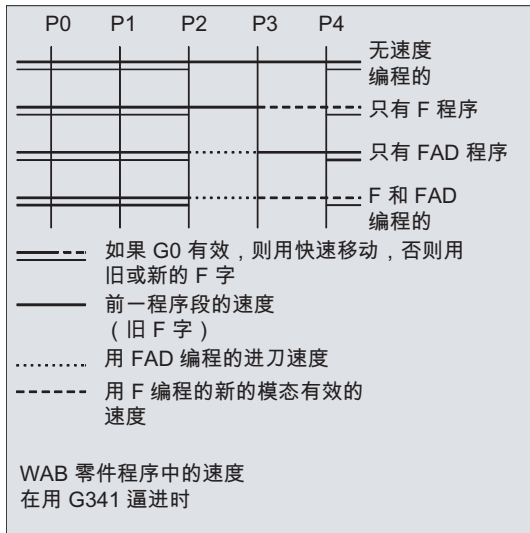 P0 P1 P2 P3 P4
无速度
编程的
只有 F 程序
只有 FAD 程序
F 和 FAD
编程的
如果 G0 有效，则用快速移动，否则用
旧或新的 F 字
前一程序段的速度
（旧 F 字）
用 FAD 编程的进刀速度
用 F 编程的新的模态有效的
速度
WAB 零件程序中的速度
在用 G341 逼进时